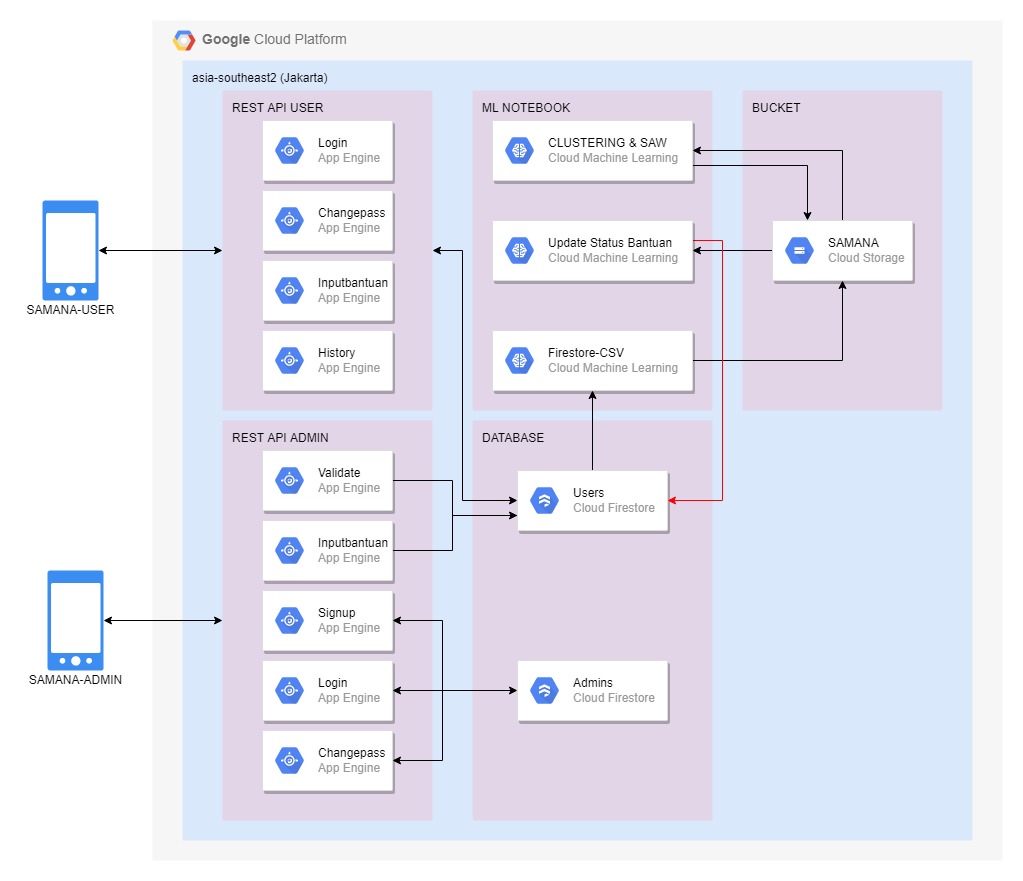 Google Cloud Platform
asia-southeast2 (Jakarta)
REST API USER
Login
App Engine
Changepass
App Engine
Inputbantuan
App Engine
History
App Engine
ML NOTEBOOK
CLUSTERING & SAW
Cloud Machine Learning
Update Status Bantuan
Cloud Machine Learning
Firestore-CSV
Cloud Machine Learning
BUCKET
SAMANA
Cloud Storage
SAMANA-USER
REST API ADMIN
Validate
App Engine
Inputbantuan
App Engine
Signup
App Engine
Login
App Engine
Changepass
App Engine
DATABASE
Users
Cloud Firestore
Admins
Cloud Firestore
SAMANA-ADMIN